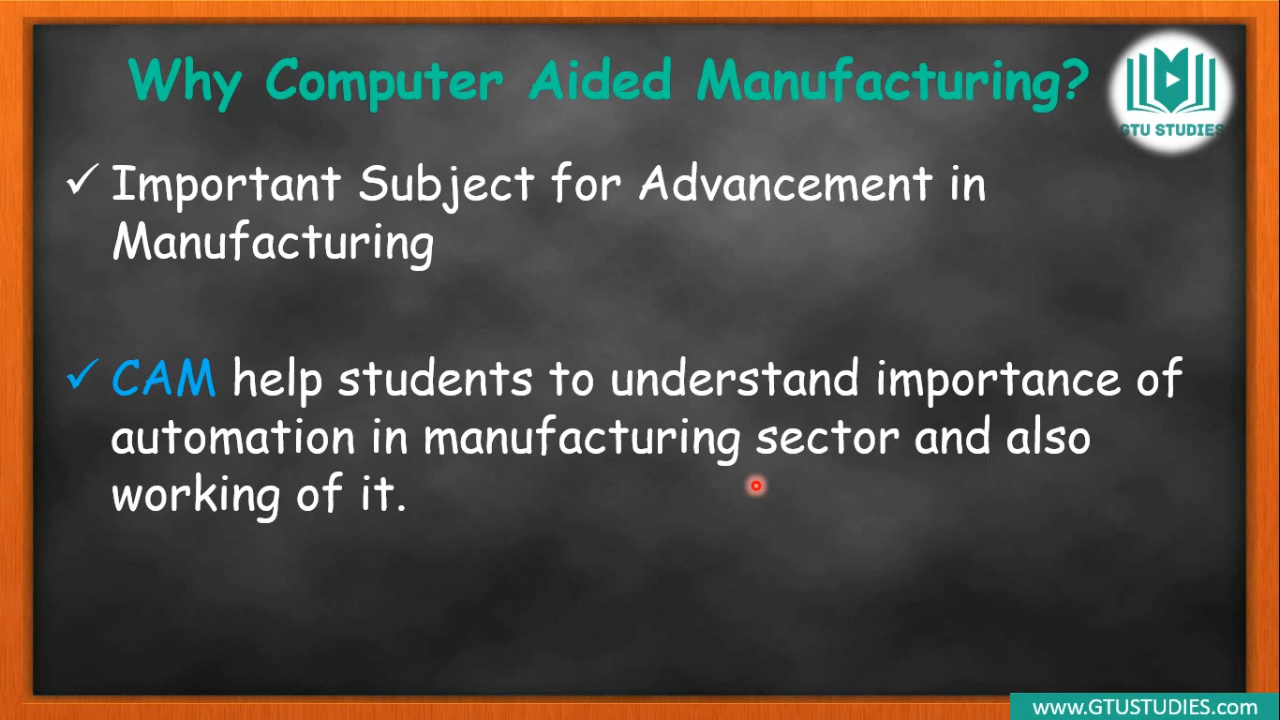 Why Computer Aided Manufacturing?
GTU STUDIES
✓ Important Subject for Advancement in
Manufacturing
✓ CAM help students to understand importance of
automation in manufacturing sector and also
working of it.
www.GTUSTUDIES.com